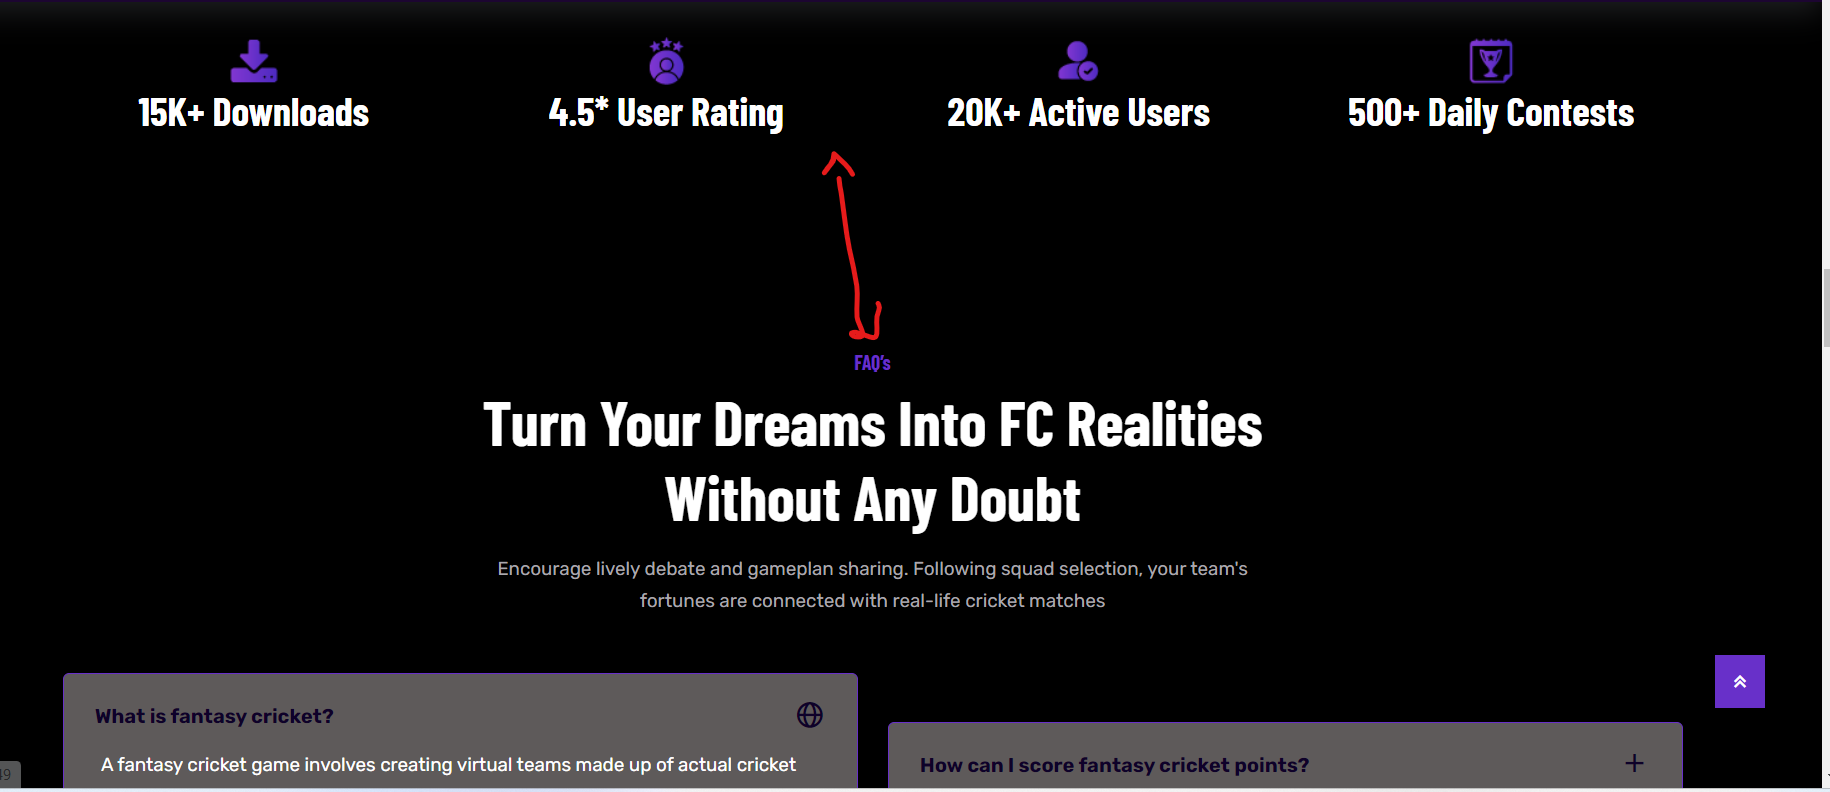 15K+ Downloads
4.5* User Rating
20K+ Active Users
500+ Daily Contests
FAQ's
Turn Your Dreams Into FC Realities
Without Any Doubt
Encourage lively debate and gameplan sharing. Following squad selection, your team's
fortunes are connected with real-life cricket matches
What is fantasy cricket?
A fantasy cricket game involves creating virtual teams made up of actual cricket
How can I score fantasy cricket points?